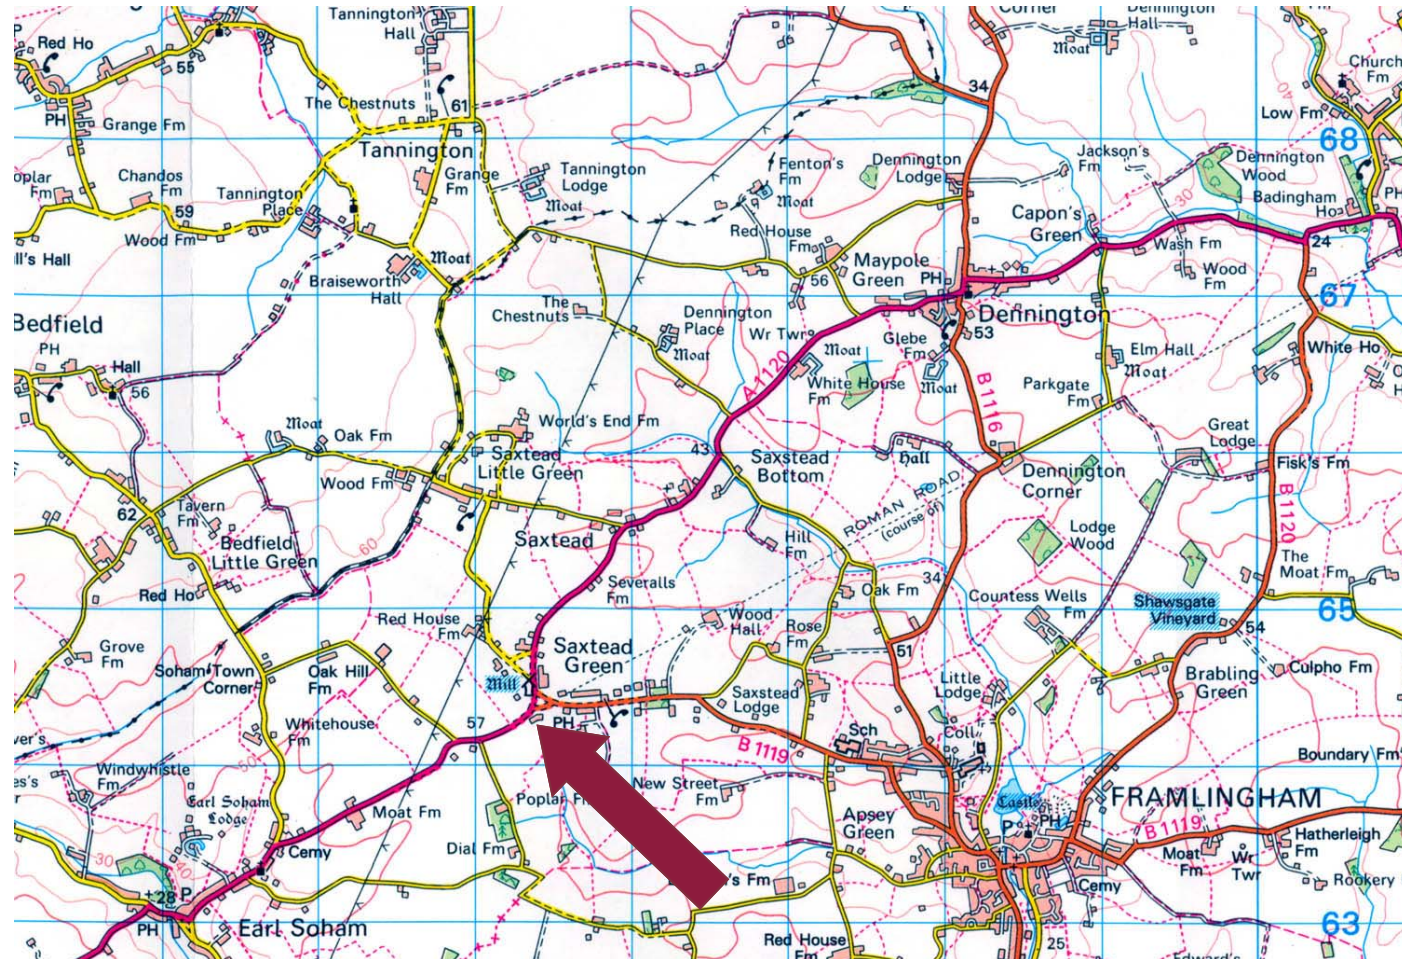 Tannington
Hall
Corner
Dennington
Hall
Moat
Red Ho
55
Church
Fm
34
40
The Chestnuts
61
PH
Grange Fm
Low Fm
68
Tannington
Chandos
Fm
Grange
Fm
Tannington
Lodge
Moat
Fenton's
Fm
Moat
Dennington
Lodge
Jackson's
Fm
Dennington
Wood
30
Badingham
Ho
PH
Tannington
Place
59
Wood Fm
Capon's
Green
Red House
Fm
Wash Fm
24
Moat
Maypole
Green
PH
56
Wood
Fm
Braiseworth
Hall
67
The
Chestnuts
Dennington
Place
Moat
Wr Twr
Dennington
53
Bedfield
PH
Hall
56
Glebe
Fm
Moat
Moat
A 1120
White House
Fm
Elm Hall
Moat
White Ho
Parkgate
Fm
B 1116
World's End Fm
Moat
Oak Fm
Great
Lodge
43
Saxtead
Little Green
Saxstead
Bottom
Hall
Fisk's Fm
Wood Fm
Dennington
Corner
ROMAN ROAD
(course of)
B 1120
62
Tavern
Fm
Bedfield
Little Green
60
Saxtead
Hill
Fm
Lodge
Wood
The
Moat Fm
Red Ho
Severalls
Fm
Oak Fm
34
Countess Wells
Fm
Shawsgate
Vineyard
65
54
Red House
Fm
Wood
Hall
Rose
Fm
Grove
Fm
Saxtead
Green
51
Soham Town
Corner
Oak Hill
Fm
Mill
Little
Lodge
Brabling
Green
Culpho Fm
Saxstead
Lodge
Whitehouse
Fm
57
PH
Sch
Coll
B 1119
Boundary Fm
Windwhistle
Fm
50
New Street
Fm
Earl Soham
Lodge
Moat Fm
Castle
PH
FRAMLINGHAM
P
Apsey
Green
B 1119
Hatherleigh
Fm
Cemy
Dial Fm
Moat
Fm
Wr
Twr
30
40
28
P
Cemy
Rookery
PH
Earl Soham
63
Red House
Fm
25